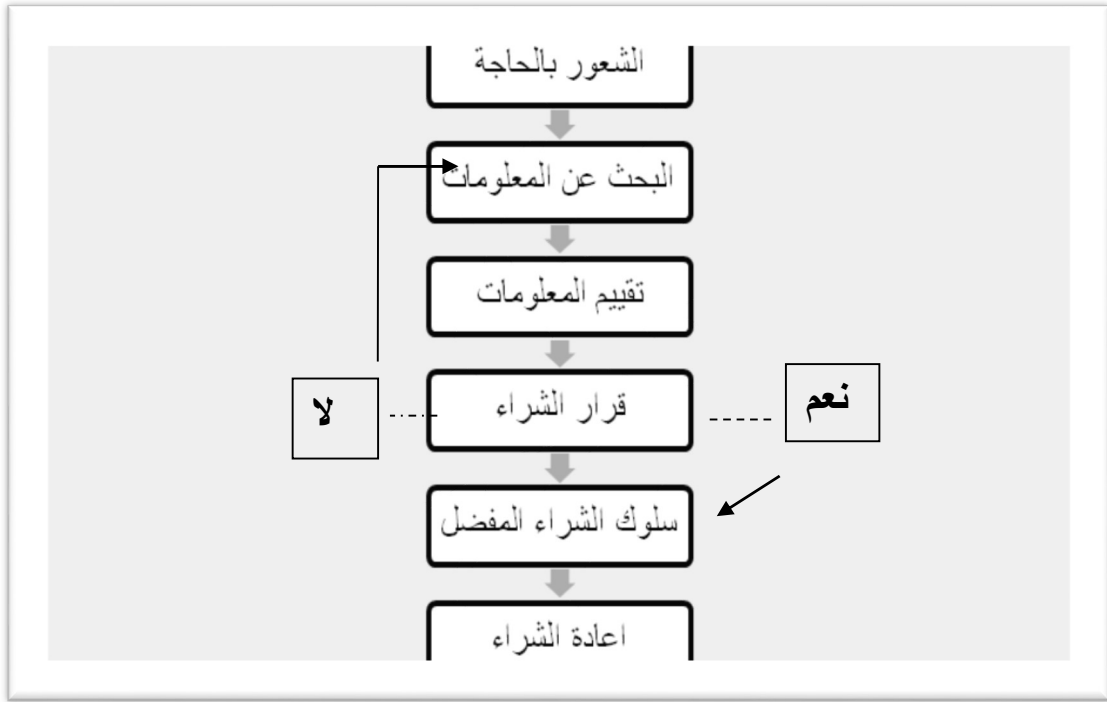 الشعور بالحاجة
البحث عن المعلومات
تقييم المعلومات
قرار الشراء
نعم
لا
سلوك الشراء المفضل
اعادة الشراء